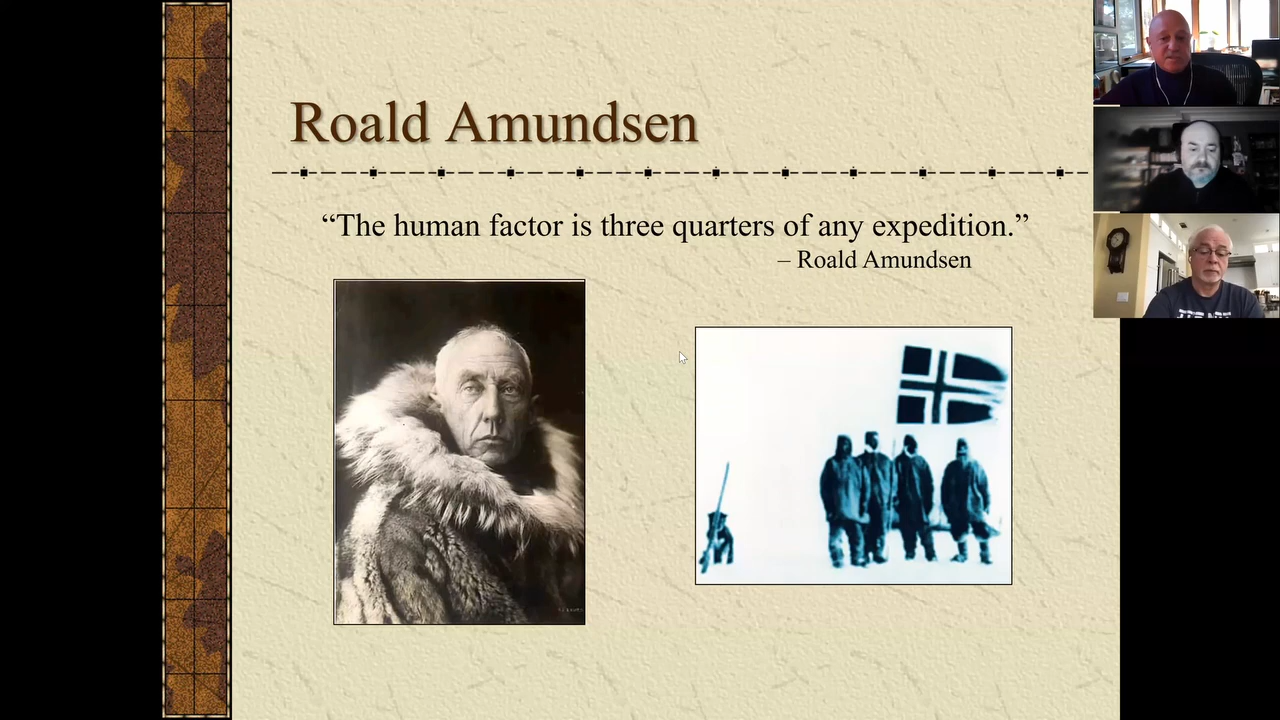 Roald Amundsen
“The human factor is three quarters of any expedition.”
– Roald Amundsen